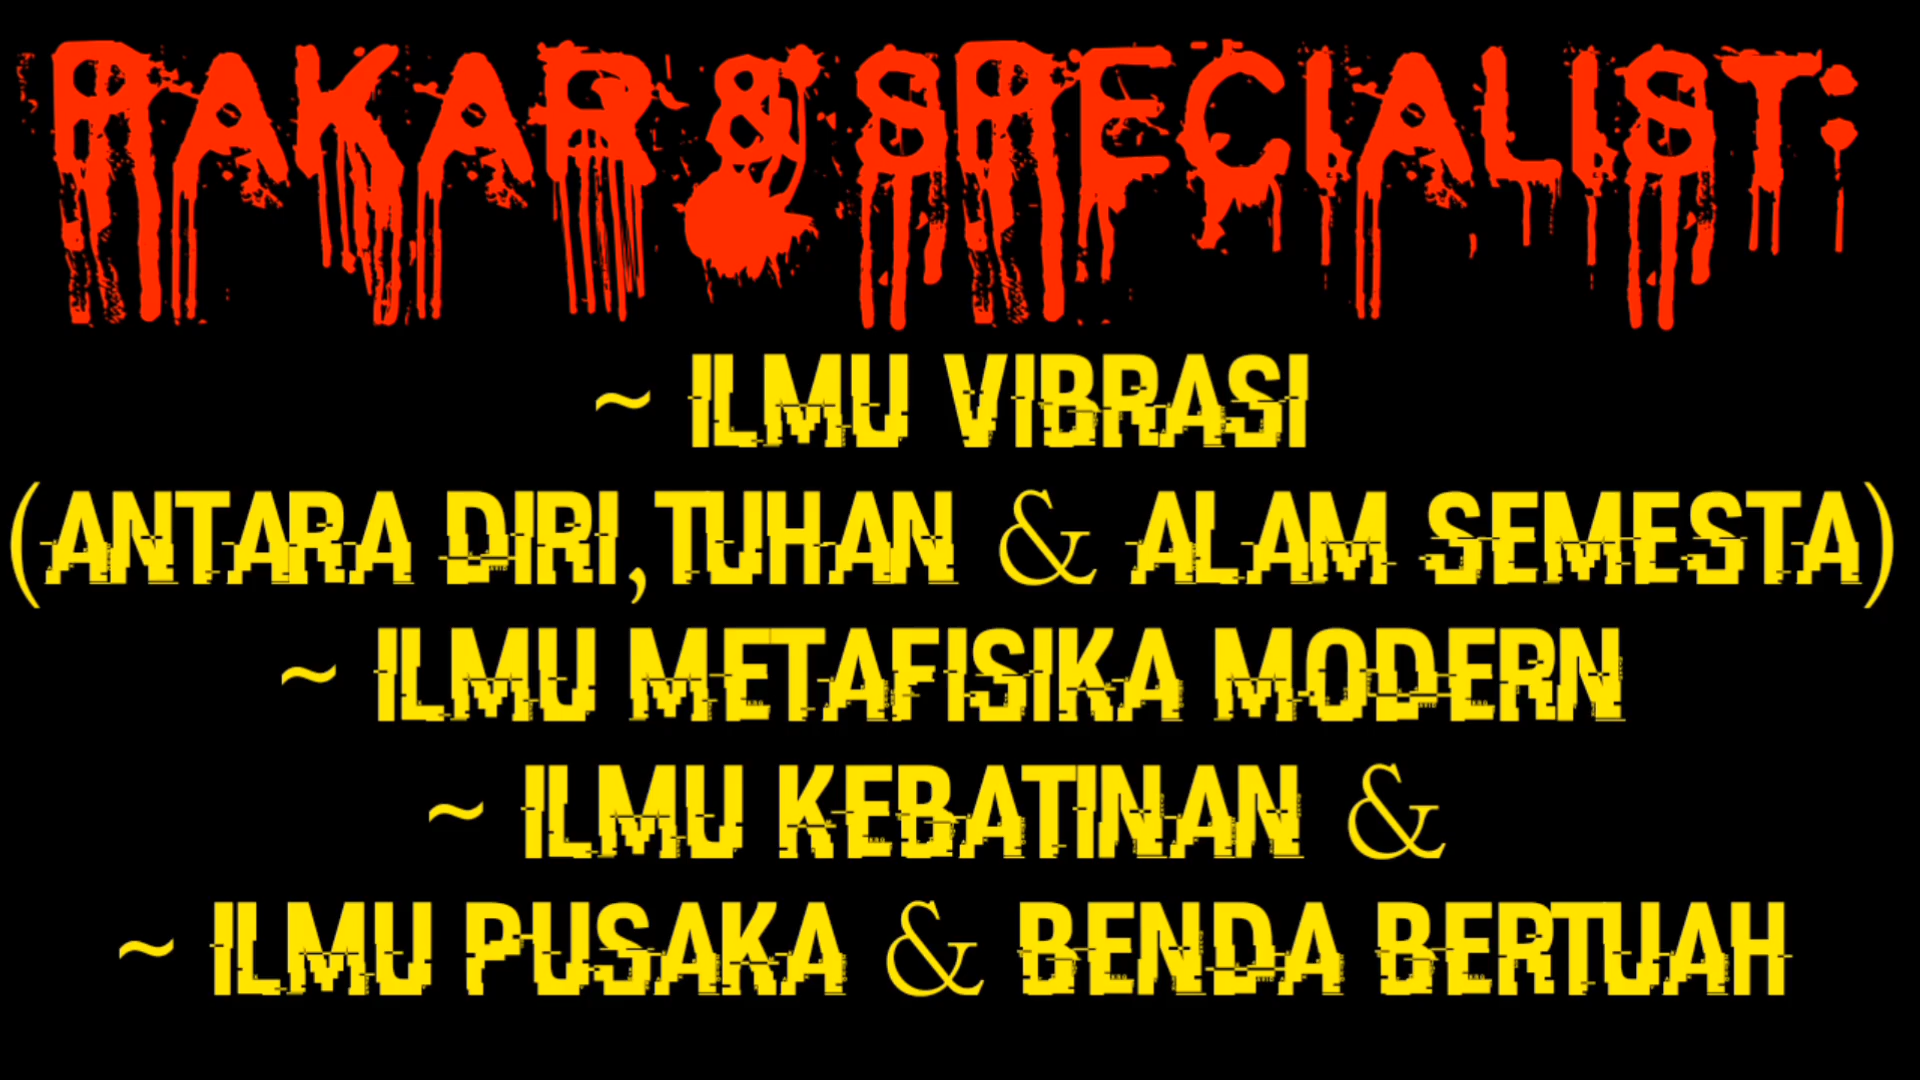 PAKAR & SPECIALIST:
~ ILMU VIBRASI
(ANTARA DIRI,TUHAN & ALAM SEMESTA)
~ ILMU METAFISIKA MODERN
~ ILMU KEBATINAN &
~ ILMU PUSAKA & BENDA BERTUAH